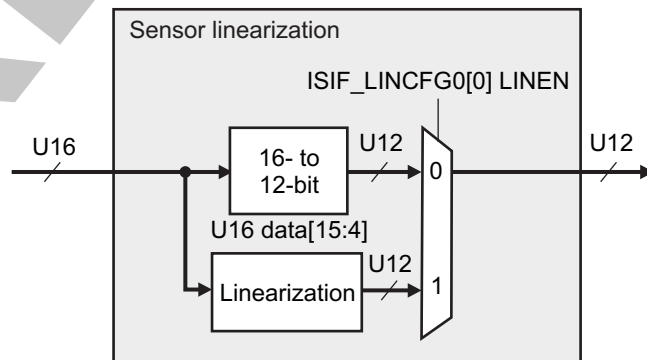 Sensor linearization
ISIF_LINCFG0[0] LINEN
U16
16- to
12-bit
U12
0
U12
U16 data[15:4]
Linearization
U12
1